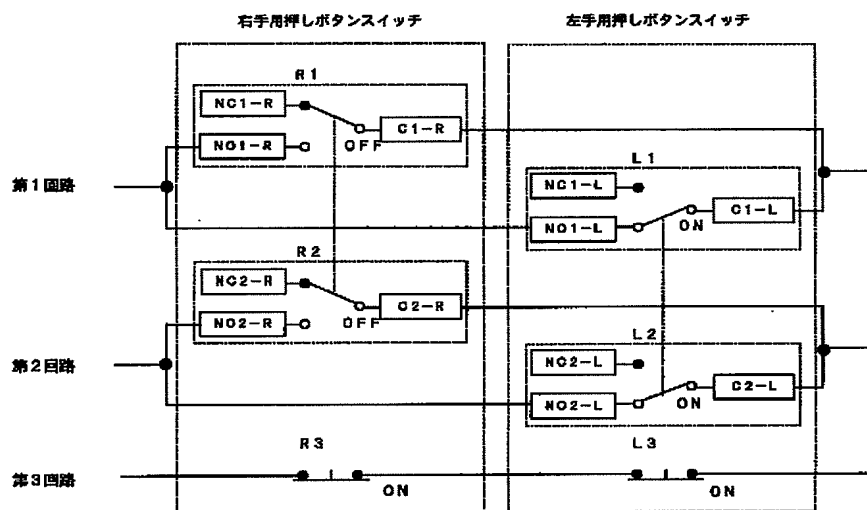 右手用押しボタンスイッチ
左手用押しボタンスイッチ
R1
NC1-R
C1-R
OFF
NO1-R
第1回路
L1
NC1-L
C1-L
NO1-L
ON
R2
NC2-R
C2-R
OFF
NO2-R
第2回路
L2
NC2-L
C2-L
NO2-L
ON
R3
L3
第3回路
ON
ON